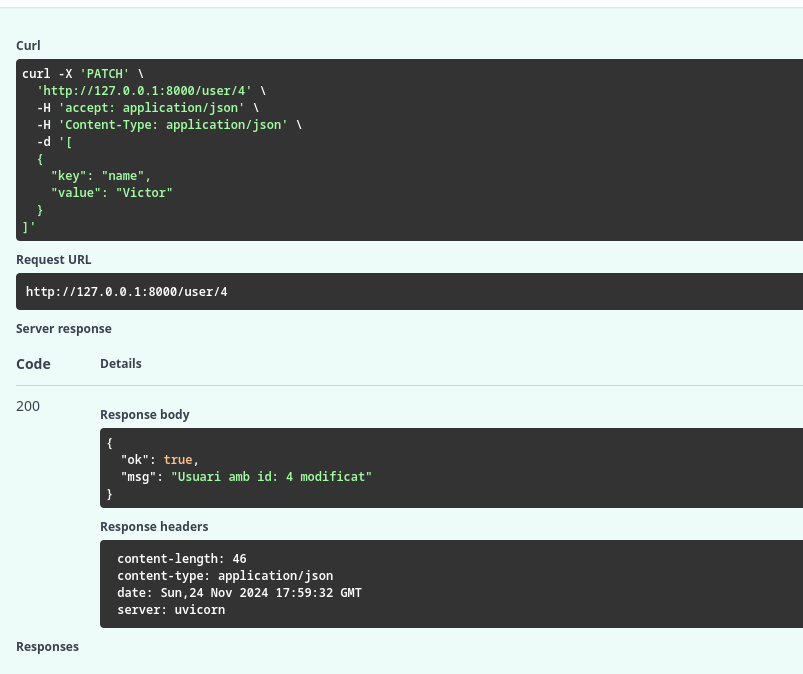 Curl
curl -X 'PATCH' \
  'http://127.0.0.1:8000/user/4' \
  -H 'accept: application/json' \
  -H 'Content-Type: application/json' \
  -d '[
  {
    "key": "name",
    "value": "Victor"
  }
]'
Request URL
http://127.0.0.1:8000/user/4
Server response
Code Details
200
Response body
{
  "ok": true,
  "msg": "Usuari amb id: 4 modificat"
}
Response headers
content-length: 46
content-type: application/json
date: Sun,24 Nov 2024 17:59:32 GMT
server: uvicorn
Responses